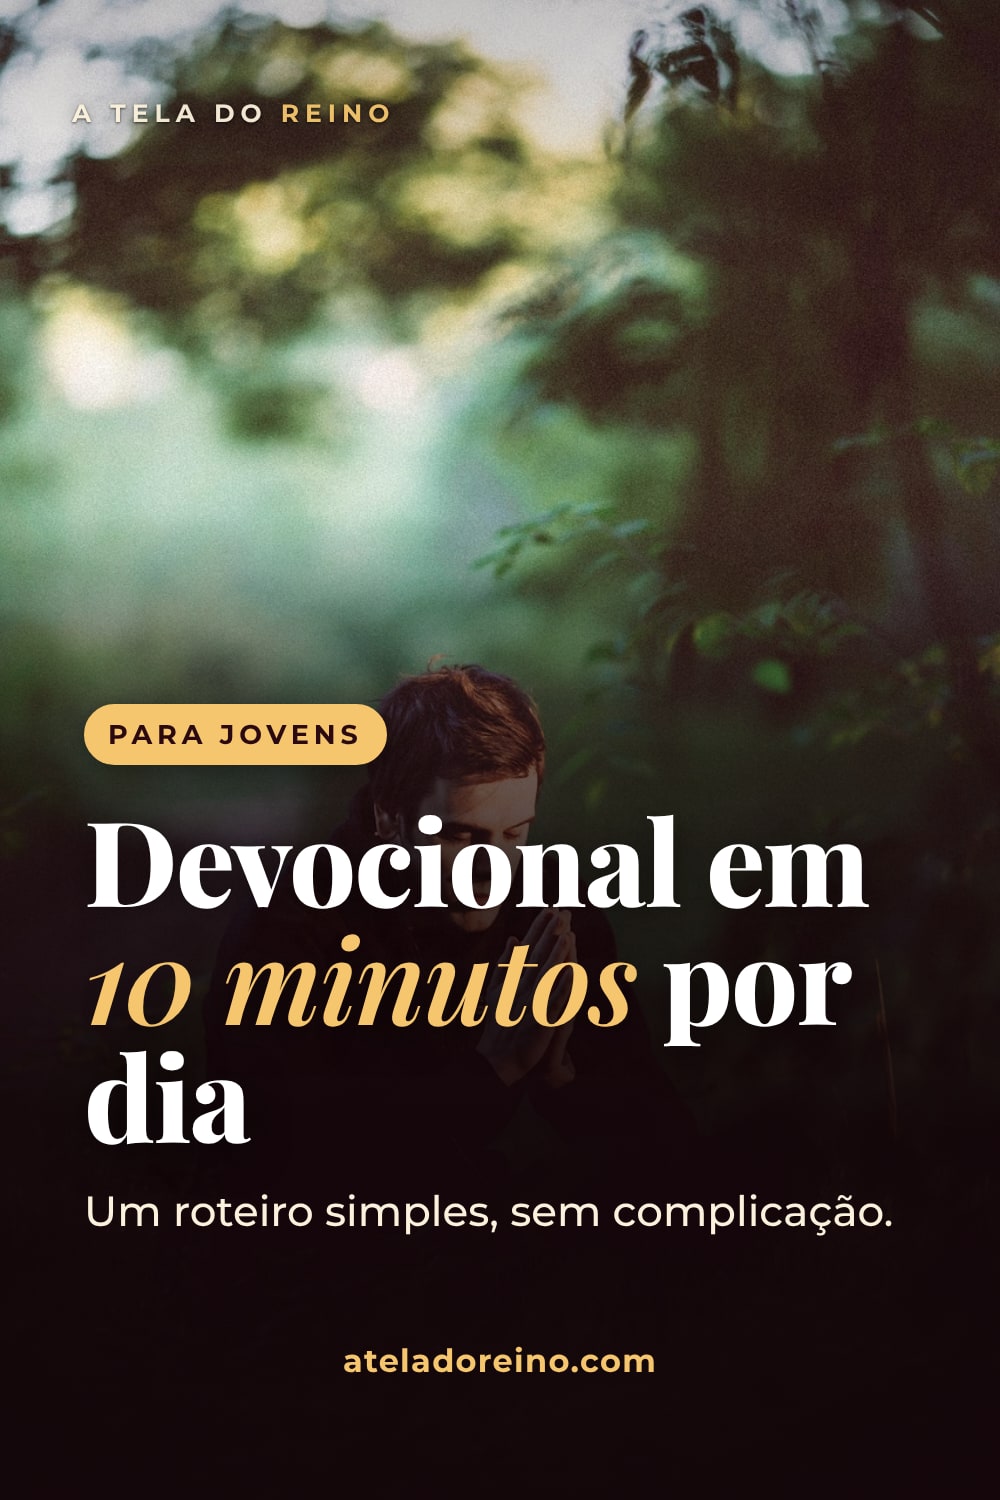 A TELA DO REINO
PARA JOVENS
Devocional em
10 minutos por
dia
Um roteiro simples, sem complicação.
ateladoreino.com